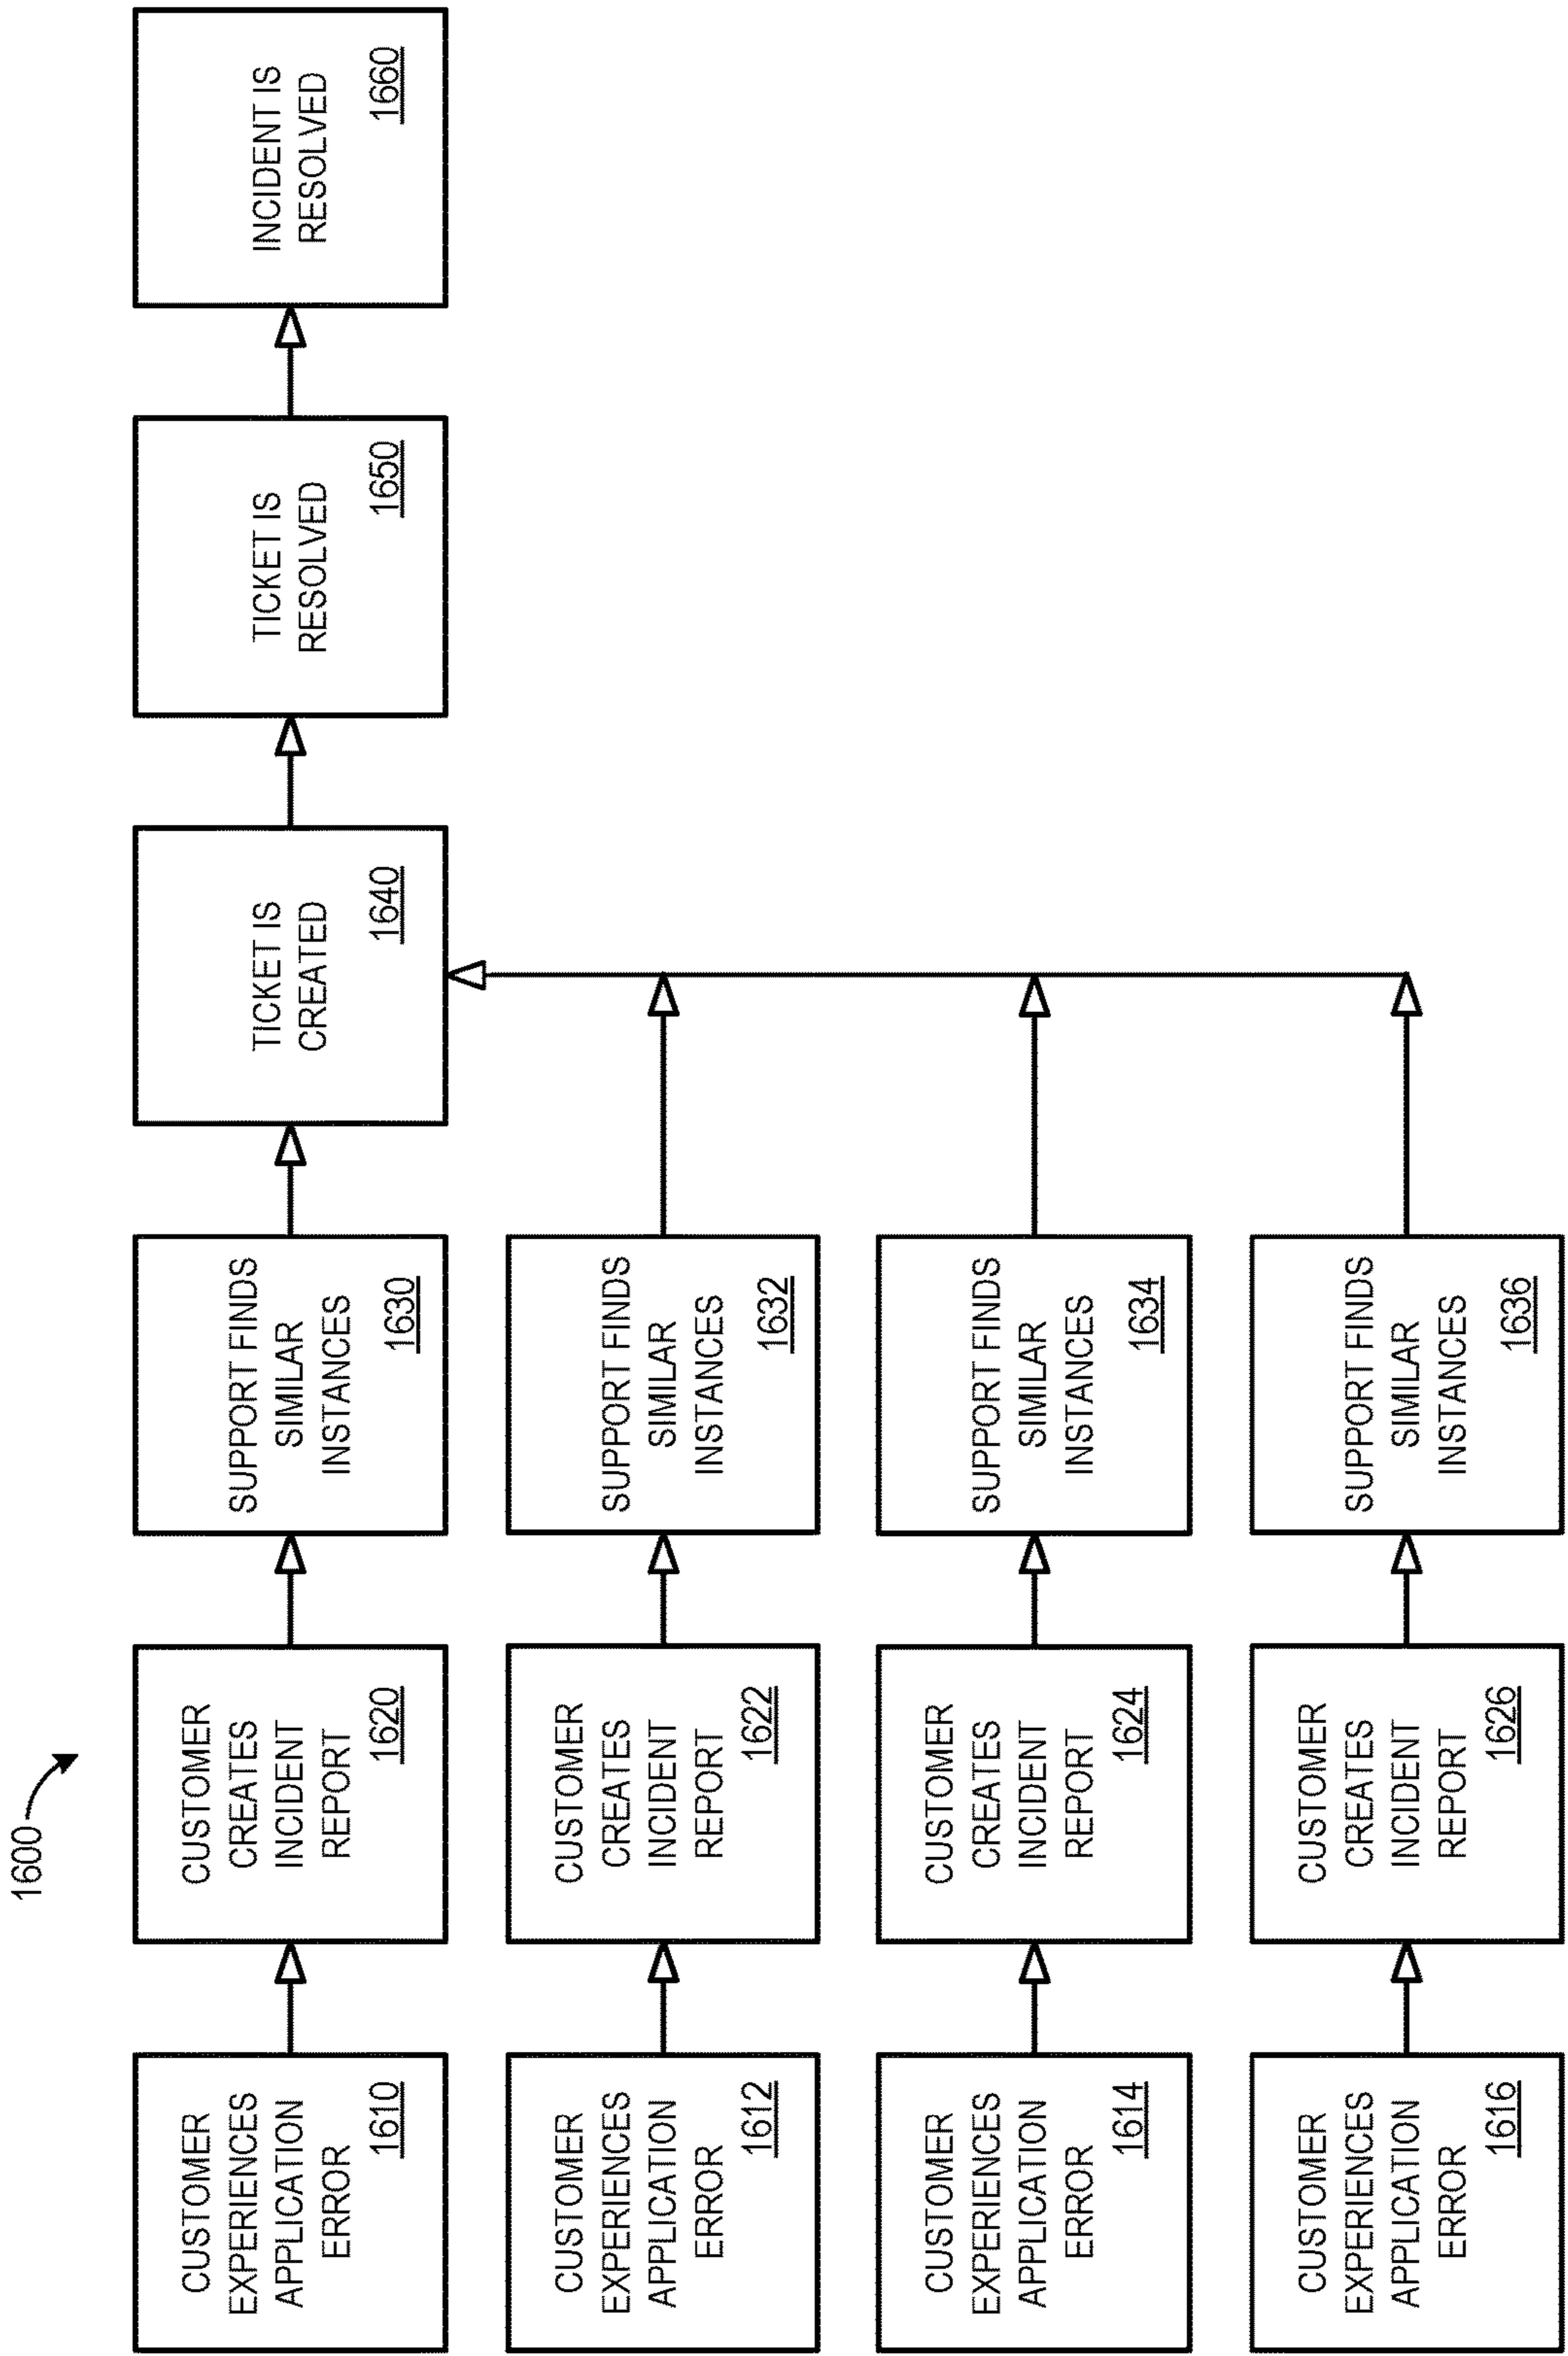 1600
CUSTOMER
EXPERIENCES
APPLICATION
ERROR
1610
CUSTOMER
CREATES
INCIDENT
REPORT
1620
SUPPORT FINDS
SIMILAR
INSTANCES
1630
TICKET IS
CREATED
1640
TICKET IS
RESOLVED
1650
INCIDENT IS
RESOLVED
1660
CUSTOMER
EXPERIENCES
APPLICATION
ERROR
1612
CUSTOMER
CREATES
INCIDENT
REPORT
1622
SUPPORT FINDS
SIMILAR
INSTANCES
1632
CUSTOMER
EXPERIENCES
APPLICATION
ERROR
1614
CUSTOMER
CREATES
INCIDENT
REPORT
1624
SUPPORT FINDS
SIMILAR
INSTANCES
1634
CUSTOMER
EXPERIENCES
APPLICATION
ERROR
1616
CUSTOMER
CREATES
INCIDENT
REPORT
1626
SUPPORT FINDS
SIMILAR
INSTANCES
1636